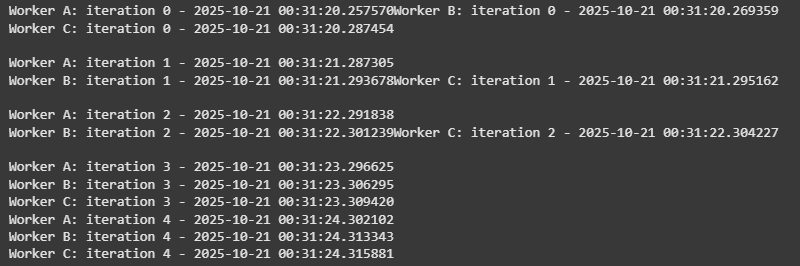 Worker A: iteration 0 - 2025-10-21 00:31:20.257570Worker B: iteration 0 - 2025-10-21 00:31:20.269359
Worker C: iteration 0 - 2025-10-21 00:31:20.287454
Worker A: iteration 1 - 2025-10-21 00:31:21.287305
Worker B: iteration 1 - 2025-10-21 00:31:21.293678Worker C: iteration 1 - 2025-10-21 00:31:21.295162
Worker A: iteration 2 - 2025-10-21 00:31:22.291838
Worker B: iteration 2 - 2025-10-21 00:31:22.301239Worker C: iteration 2 - 2025-10-21 00:31:22.304227
Worker A: iteration 3 - 2025-10-21 00:31:23.296625
Worker B: iteration 3 - 2025-10-21 00:31:23.306295
Worker C: iteration 3 - 2025-10-21 00:31:23.309420
Worker A: iteration 4 - 2025-10-21 00:31:24.302102
Worker B: iteration 4 - 2025-10-21 00:31:24.313343
Worker C: iteration 4 - 2025-10-21 00:31:24.315881